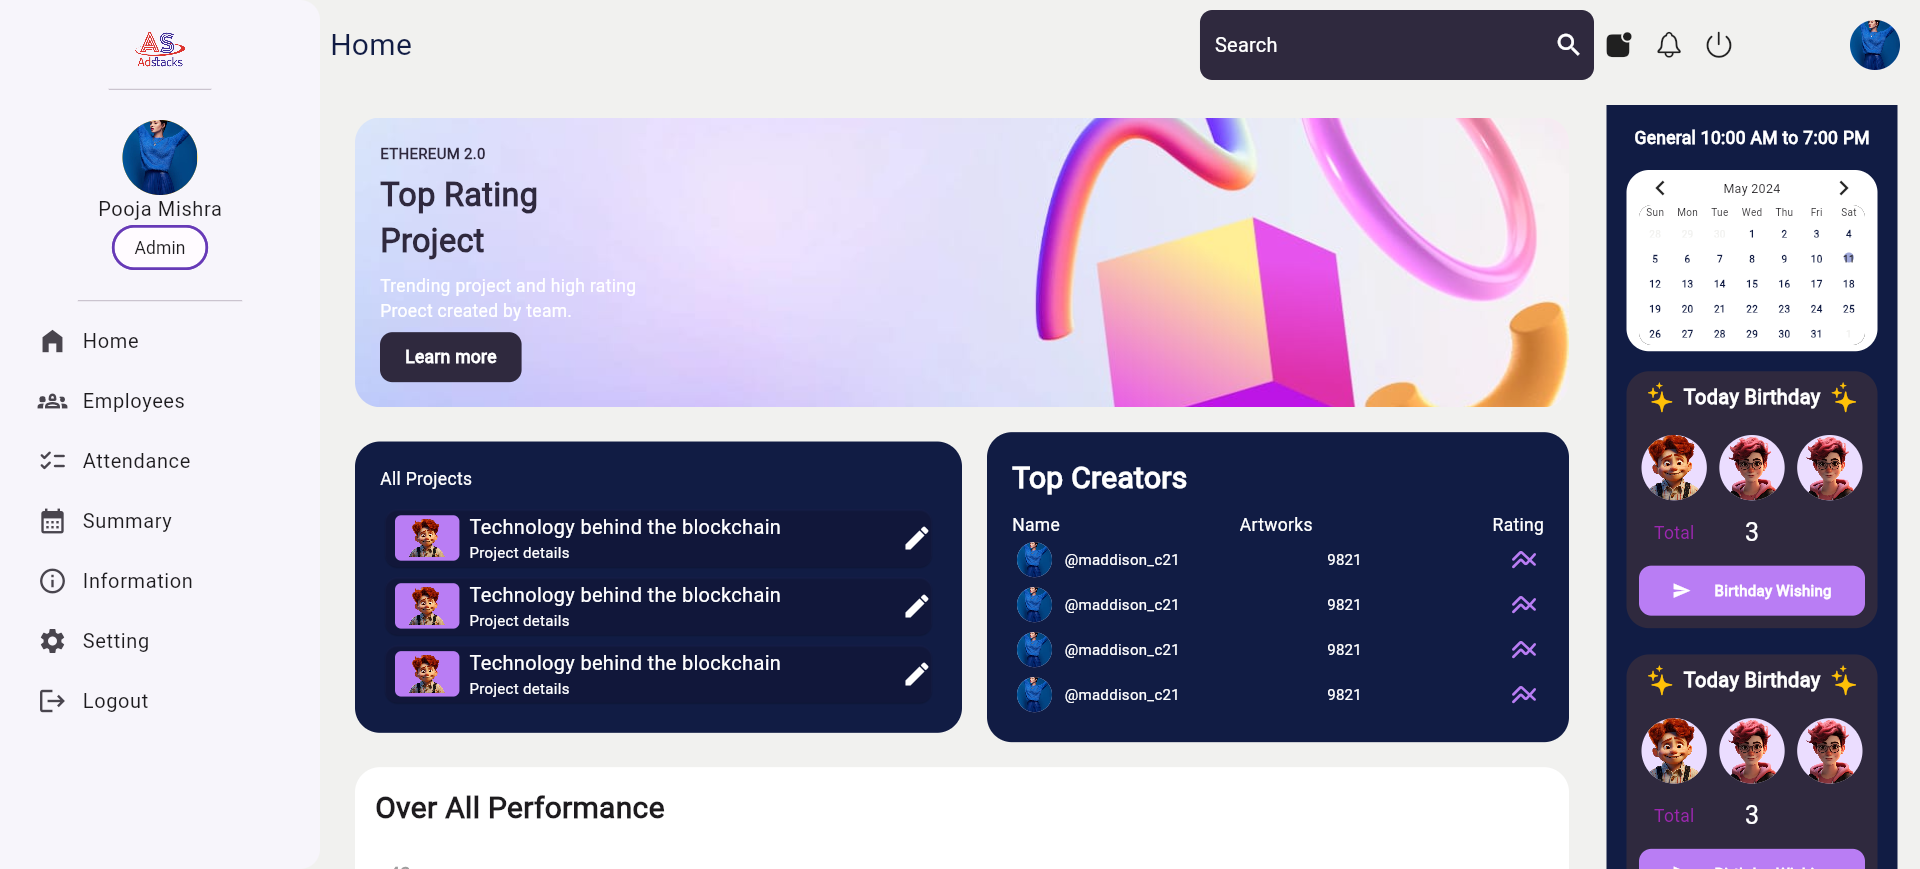 AS
Adstacks
Pooja Mishra
Admin
Home
Employees
Attendance
Summary
Information
Setting
Logout
Home
Search
ETHEREUM 2.0
Top Rating
Project
Trending project and high rating
Proect created by team.
Learn more
All Projects
Technology behind the blockchain
Project details
Technology behind the blockchain
Project details
Technology behind the blockchain
Project details
Top Creators
Name Artworks Rating
@maddison_c21 9821
@maddison_c21 9821
@maddison_c21 9821
@maddison_c21 9821
Over All Performance
General 10:00 AM to 7:00 PM
May 2024
Sun Mon Tue Wed Thu Fri Sat
28 29 30 1 2 3 4
5 6 7 8 9 10 11
12 13 14 15 16 17 18
19 20 21 22 23 24 25
26 27 28 29 30 31 1
Today Birthday
Total 3
Birthday Wishing
Today Birthday
Total 3